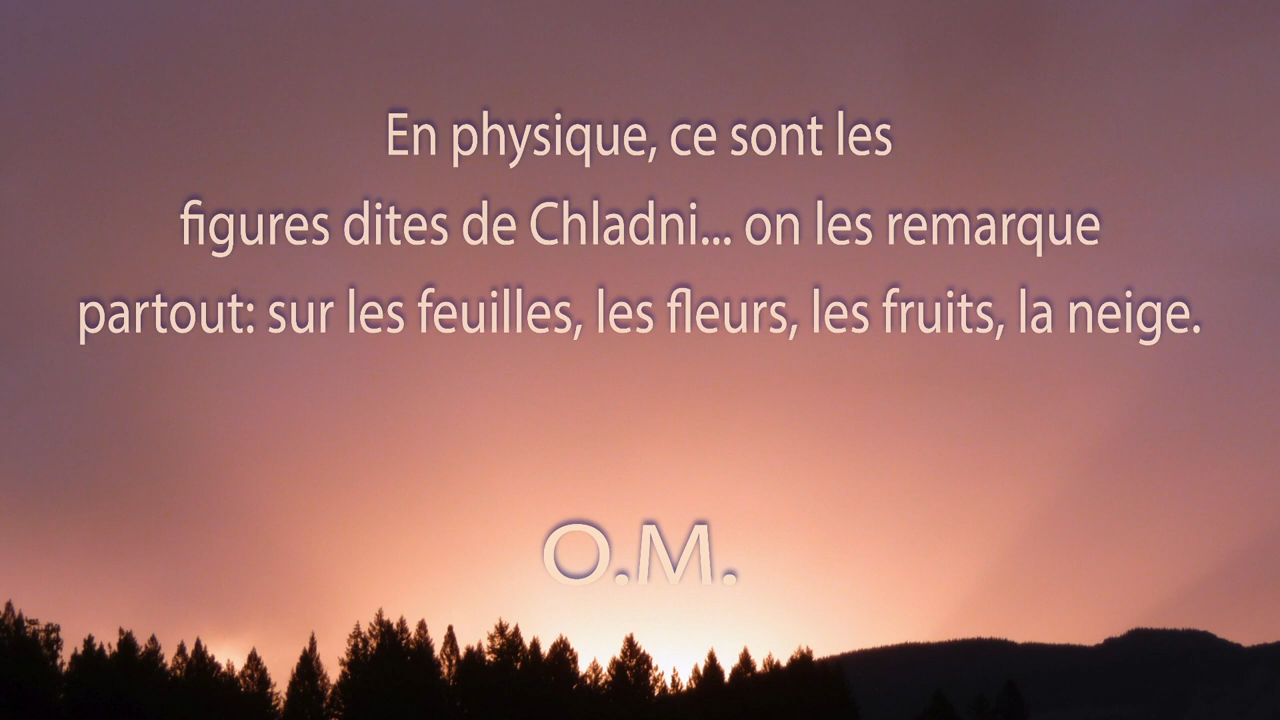 En physique, ce sont les
figures dites de Chladni... on les remarque
partout: sur les feuilles, les fleurs, les fruits, la neige.
O.M.